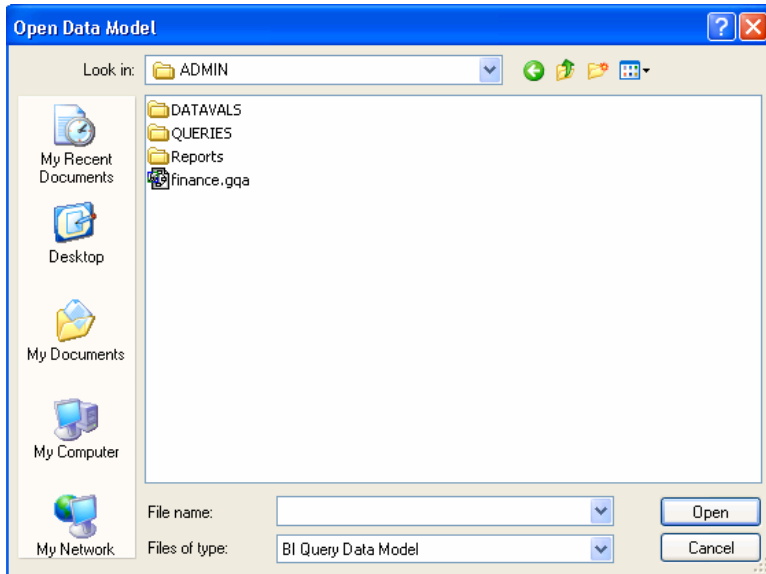 Open Data Model
Look in: ADMIN
DATAVALS
QUERIES
Reports
finance.gqa
My Recent
Documents
Desktop
My Documents
My Computer
My Network
File name:
Open
Files of type: BI Query Data Model
Cancel